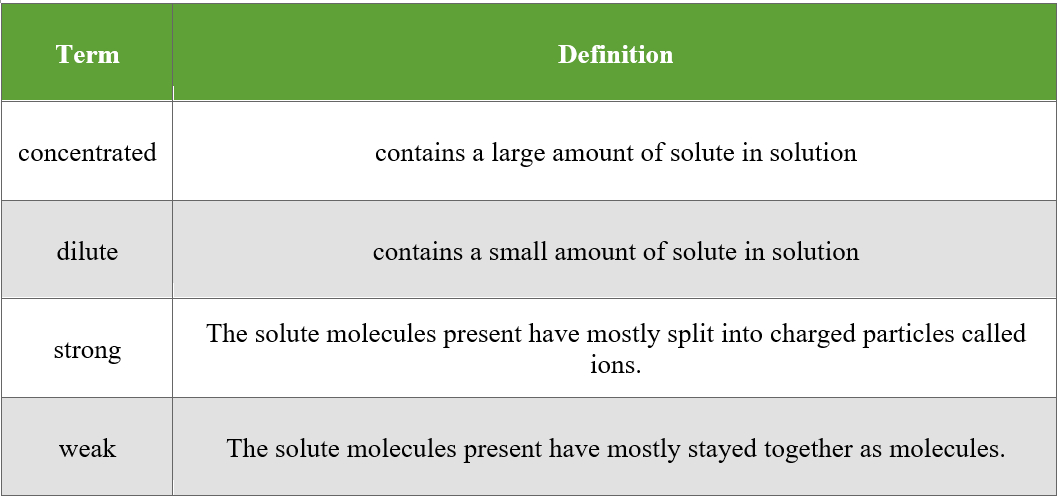 Term
Definition
concentrated
contains a large amount of solute in solution
dilute
contains a small amount of solute in solution
strong
The solute molecules present have mostly split into charged particles called
ions.
weak
The solute molecules present have mostly stayed together as molecules.